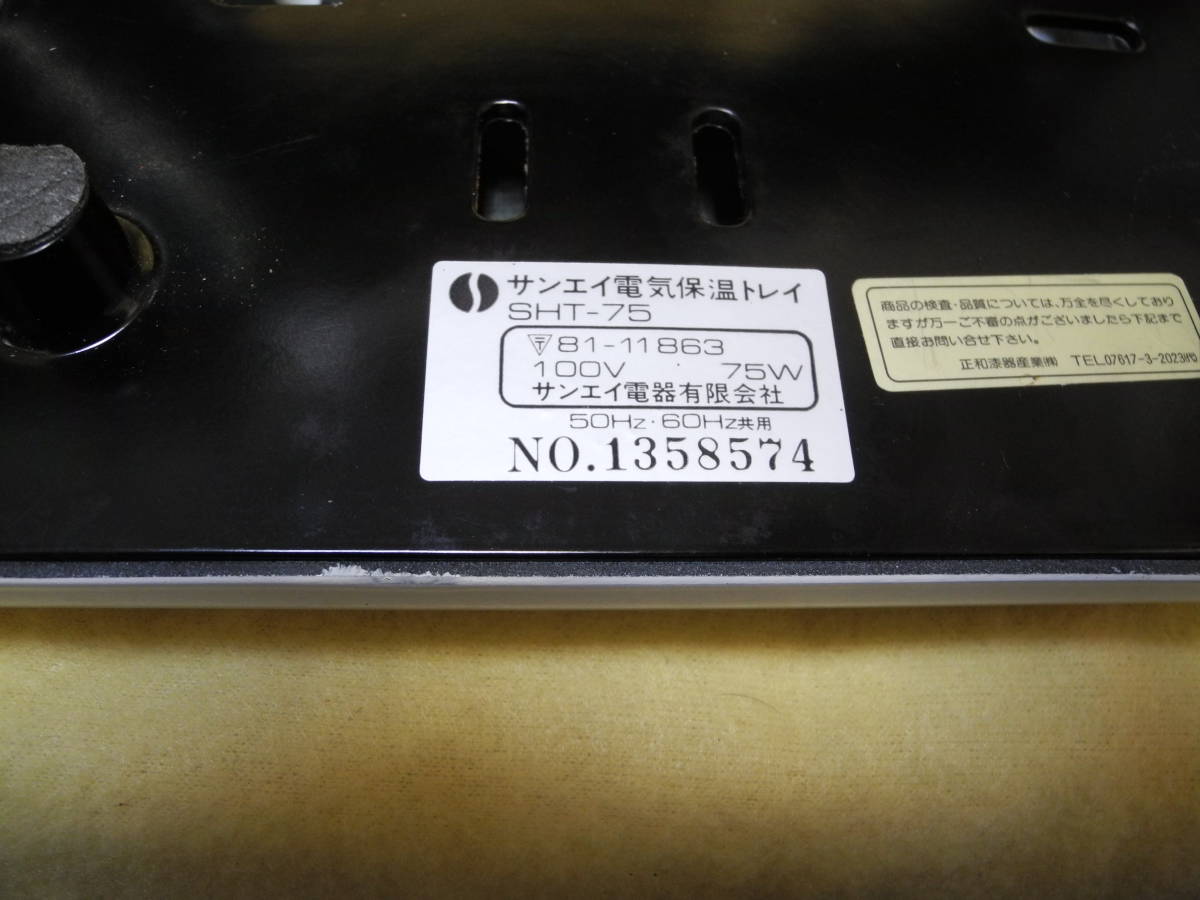 サンエイ電気保温トレイ
SHT-75
〒81-11863
100V 75W
サンエイ電器有限会社
50Hz・60Hz共用
NO.1358574
商品の検査・品質については、万全を尽くしており
ますが万一ご不審の点がございましたら下記まで
直接お問い合せ下さい。
正和漆器産業㈱ TEL07617-3-2023㈹